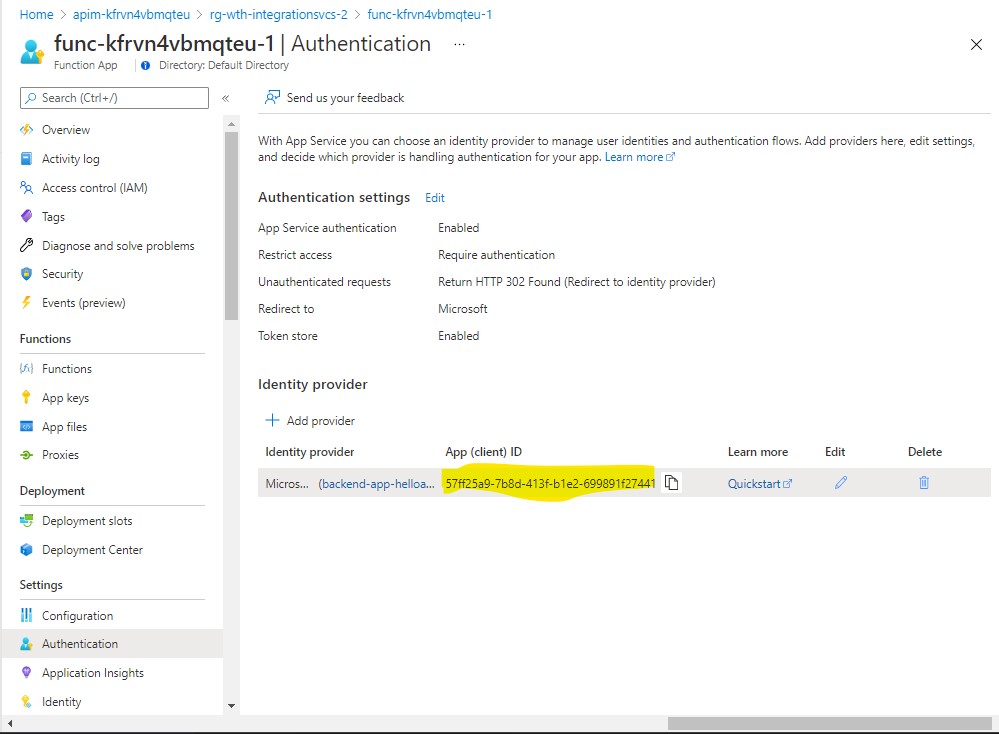 Home > apim-kfrvn4vbmqteu > rg-wth-integrationsvcs-2 > func-kfrvn4vbmqteu-1
func-kfrvn4vbmqteu-1 | Authentication ...
Function App
Directory: Default Directory
Search (Ctrl+/)
«
Overview
Activity log
Access control (IAM)
Tags
Diagnose and solve problems
Security
Events (preview)
Functions
Functions
App keys
App files
Proxies
Deployment
Deployment slots
Deployment Center
Settings
Configuration
Authentication
Application Insights
Identity
Send us your feedback
With App Service you can choose an identity provider to manage user identities and authentication flows. Add providers here, edit settings,
and decide which provider is handling authentication for your app. Learn more
Authentication settings Edit
App Service authentication Enabled
Restrict access Require authentication
Unauthenticated requests Return HTTP 302 Found (Redirect to identity provider)
Redirect to Microsoft
Token store Enabled
Identity provider
Add provider
Identity provider App (client) ID Learn more Edit Delete
Micros... (backend-app-helloa... 57ff25a9-7b8d-413f-b1e2-699891f27441 Quickstart